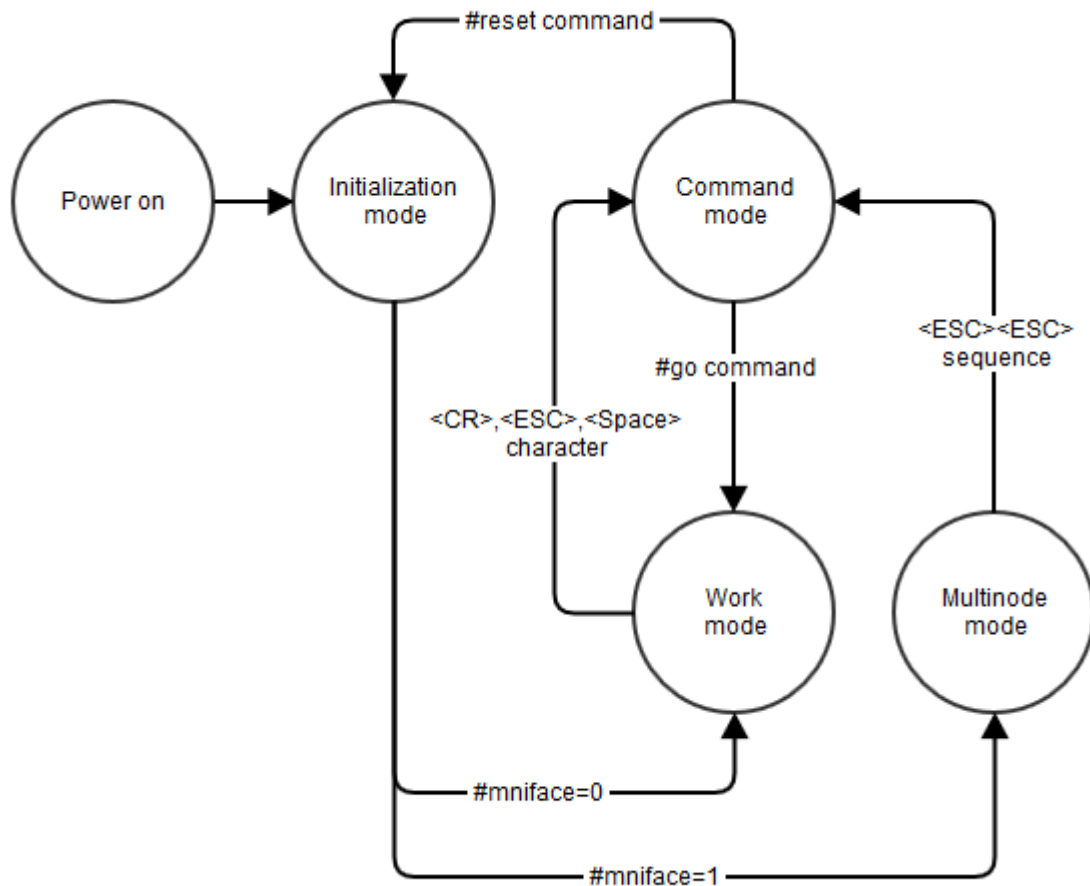 #reset command
Power on
Initialization
mode
Command
mode
<ESC><ESC>
sequence
#go command
<CR>,<ESC>,<Space>
character
Work
mode
Multinode
mode
#mniface=0
#mniface=1